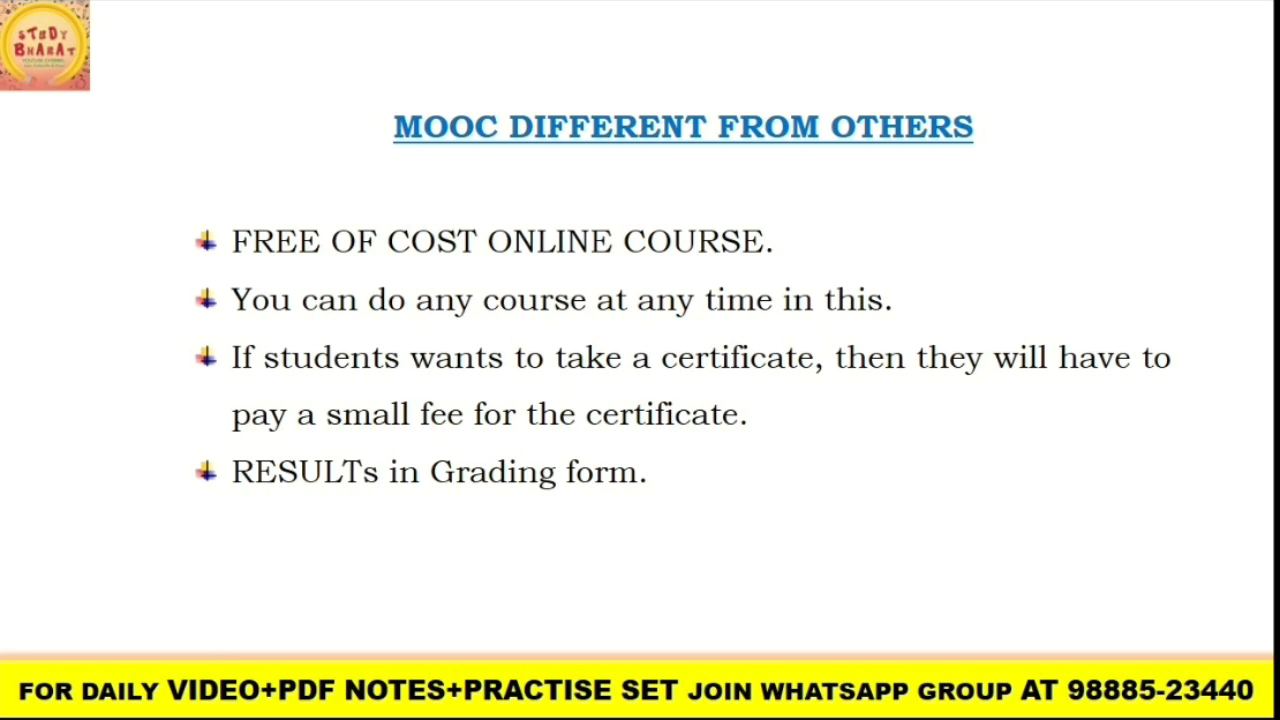 STUDY
BHARAT
MOOC DIFFERENT FROM OTHERS
FREE OF COST ONLINE COURSE.
You can do any course at any time in this.
If students wants to take a certificate, then they will have to
pay a small fee for the certificate.
RESULTs in Grading form.
FOR DAILY VIDEO+PDF NOTES+PRACTISE SET JOIN WHATSAPP GROUP AT 98885-23440